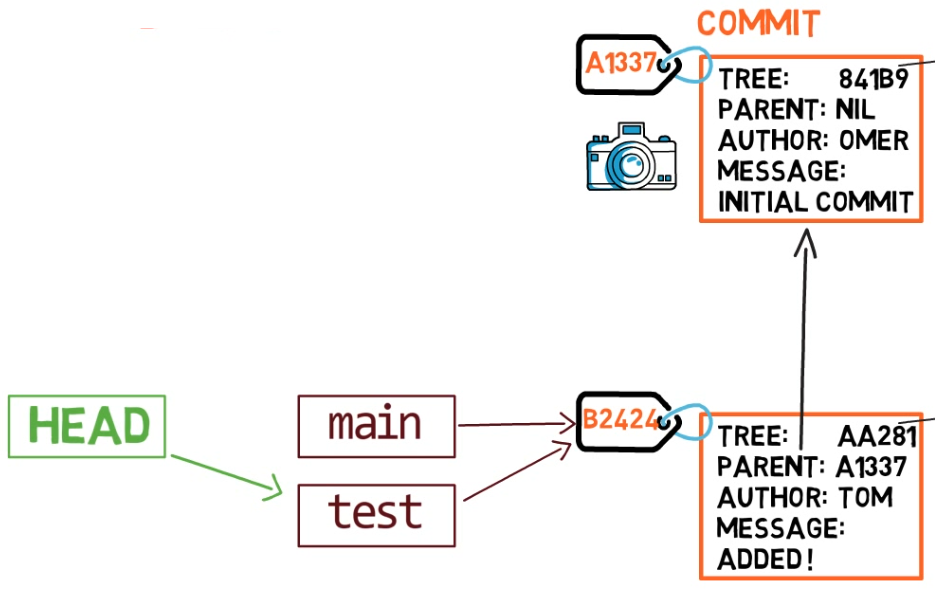 COMMIT
A1337
TREE: 841B9
PARENT: NIL
AUTHOR: OMER
MESSAGE:
INITIAL COMMIT
HEAD
main
test
B2424
TREE: AA281
PARENT: A1337
AUTHOR: TOM
MESSAGE:
ADDED!